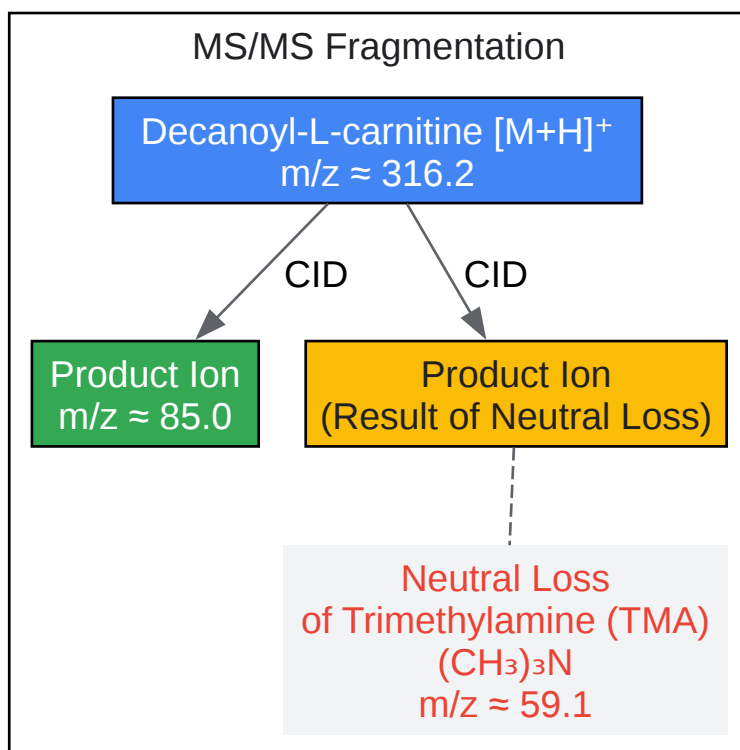 MS/MS Fragmentation
Decanoyl-L-carnitine [M+H]⁺
m/z ≈ 316.2
CID
CID
Product Ion
m/z ≈ 85.0
Product Ion
(Result of Neutral Loss)
Neutral Loss
of Trimethylamine (TMA)
(CH₃)₃N
m/z ≈ 59.1